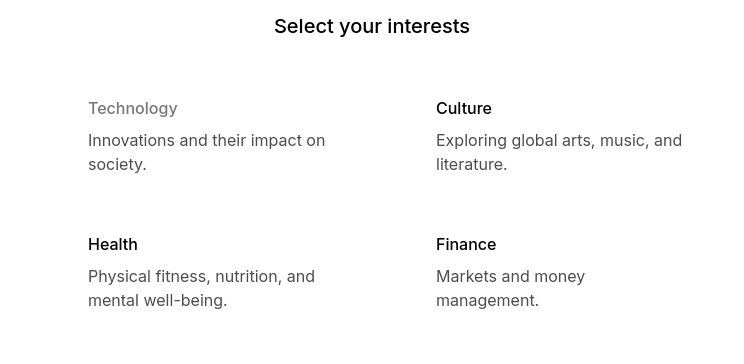 Select your interests
Technology
Innovations and their impact on
society.
Culture
Exploring global arts, music, and
literature.
Health
Physical fitness, nutrition, and
mental well-being.
Finance
Markets and money
management.